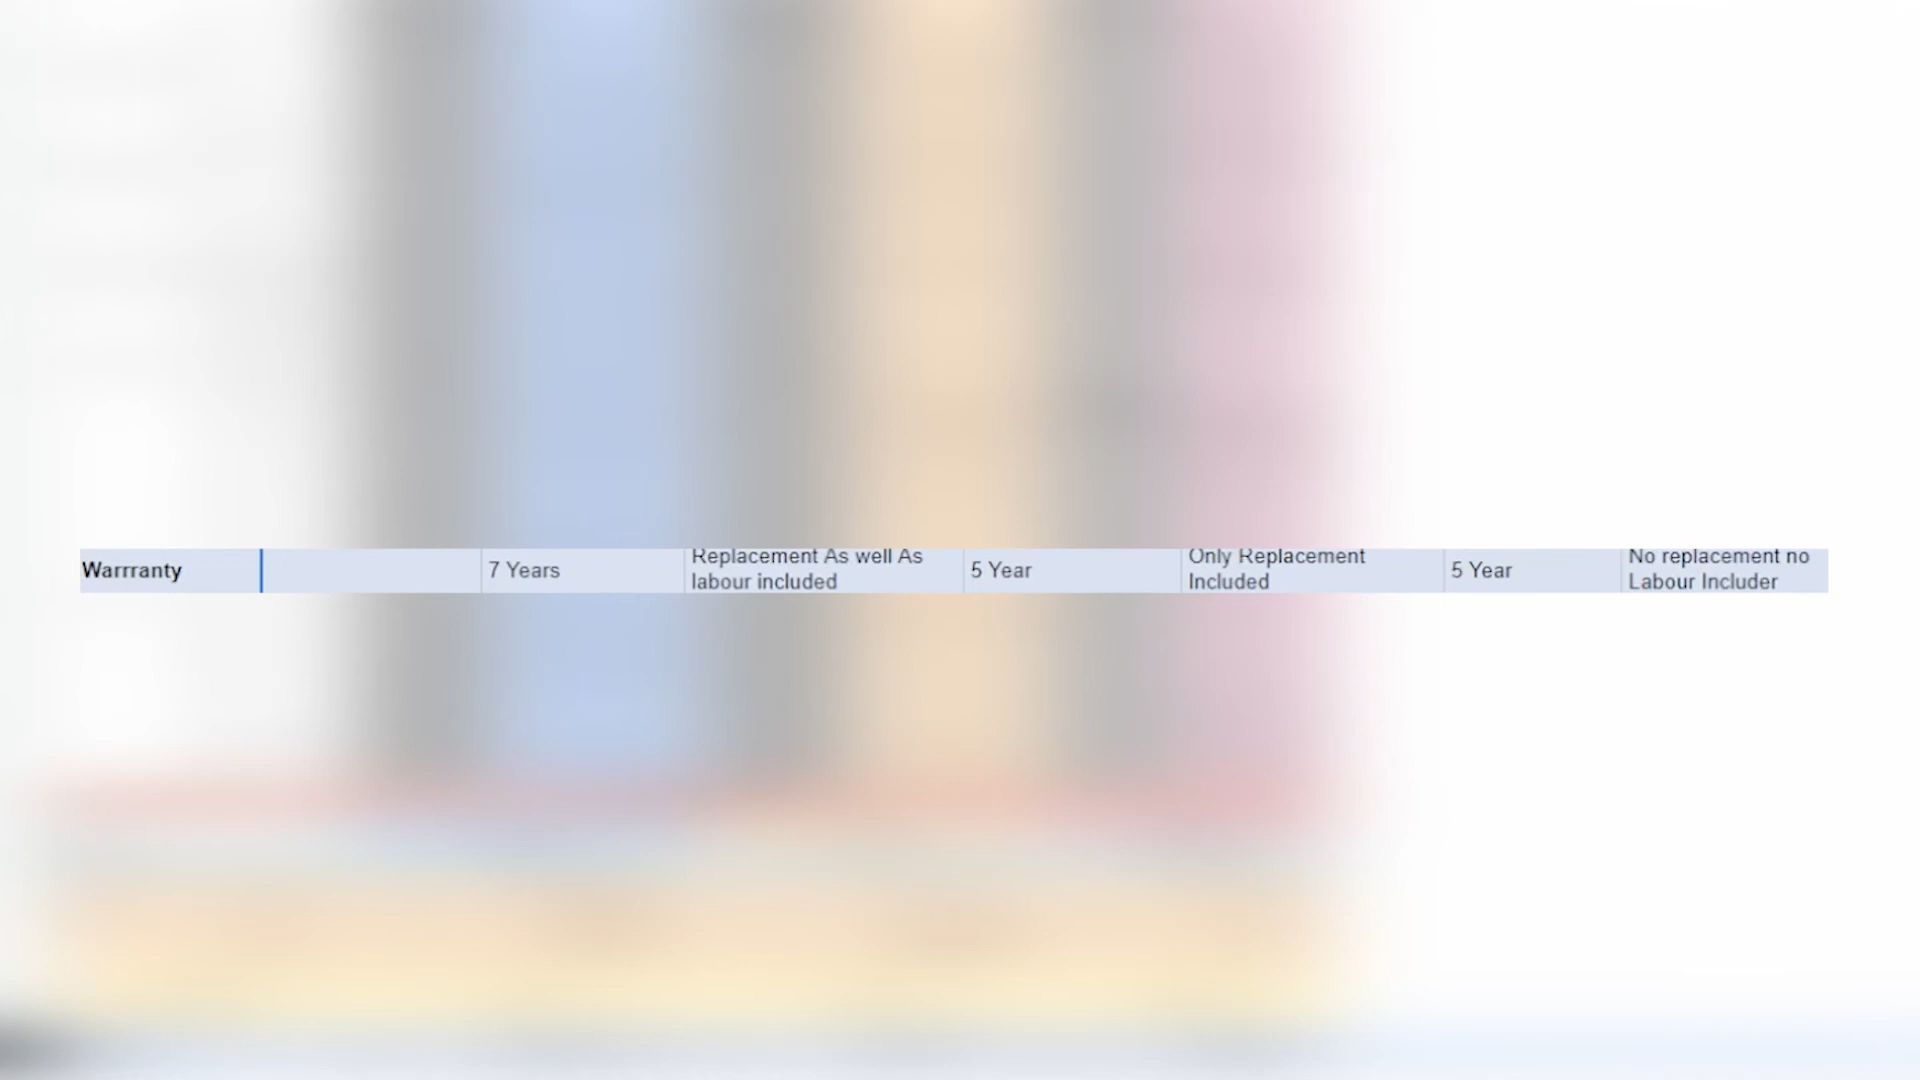 Warrranty
7 Years
Replacement As well As
labour included
5 Year
Only Replacement
Included
5 Year
No replacement no
Labour Includer